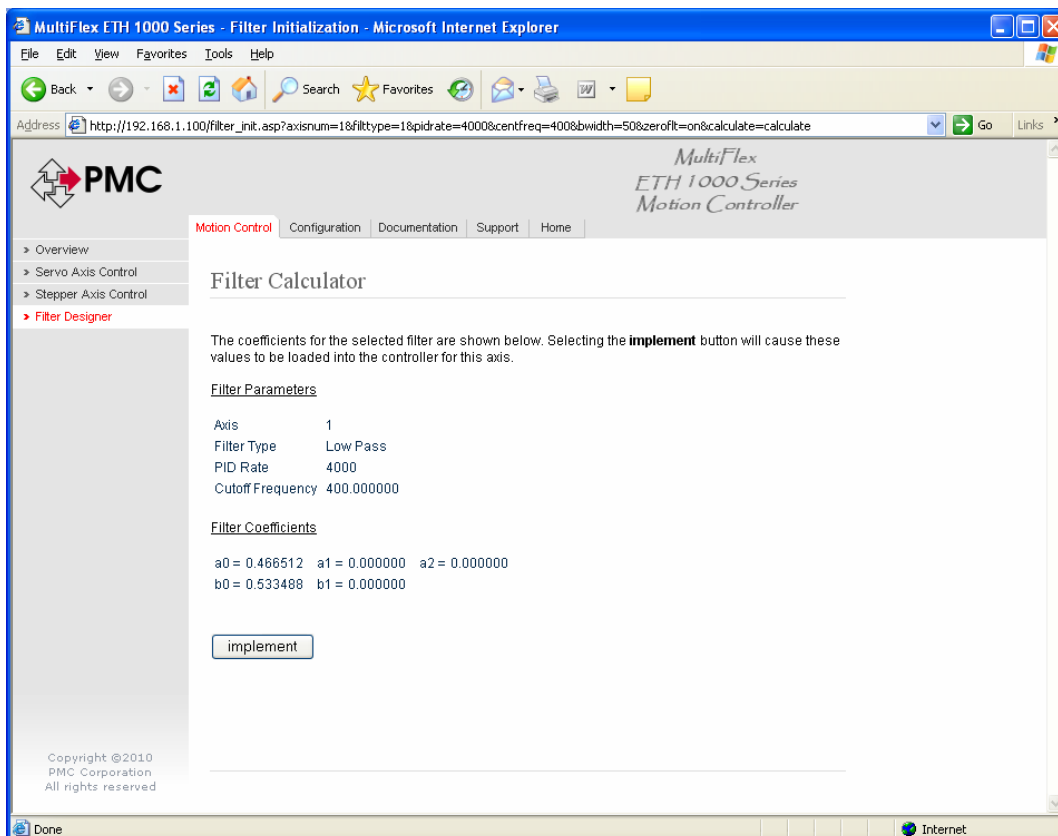 MultiFlex ETH 1000 Series - Filter Initialization - Microsoft Internet Explorer
File Edit View Favorites Tools Help
Back Search Favorites
Address http://192.168.1.100/filter_init.asp?axisnum=1&filttype=1&pidrate=4000&centfreq=400&bwidth=50&zeroflt=on&calculate=calculate Go Links
PMC
MultiFlex
ETH 1000 Series
Motion Controller
Motion Control Configuration Documentation Support Home
Overview
Servo Axis Control
Stepper Axis Control
Filter Designer
Filter Calculator
The coefficients for the selected filter are shown below. Selecting the implement button will cause these
values to be loaded into the controller for this axis.
Filter Parameters
Axis 1
Filter Type Low Pass
PID Rate 4000
Cutoff Frequency 400.000000
Filter Coefficients
a0 = 0.466512 a1 = 0.000000 a2 = 0.000000
b0 = 0.533488 b1 = 0.000000
implement
Copyright ©2010
PMC Corporation
All rights reserved
Done Internet